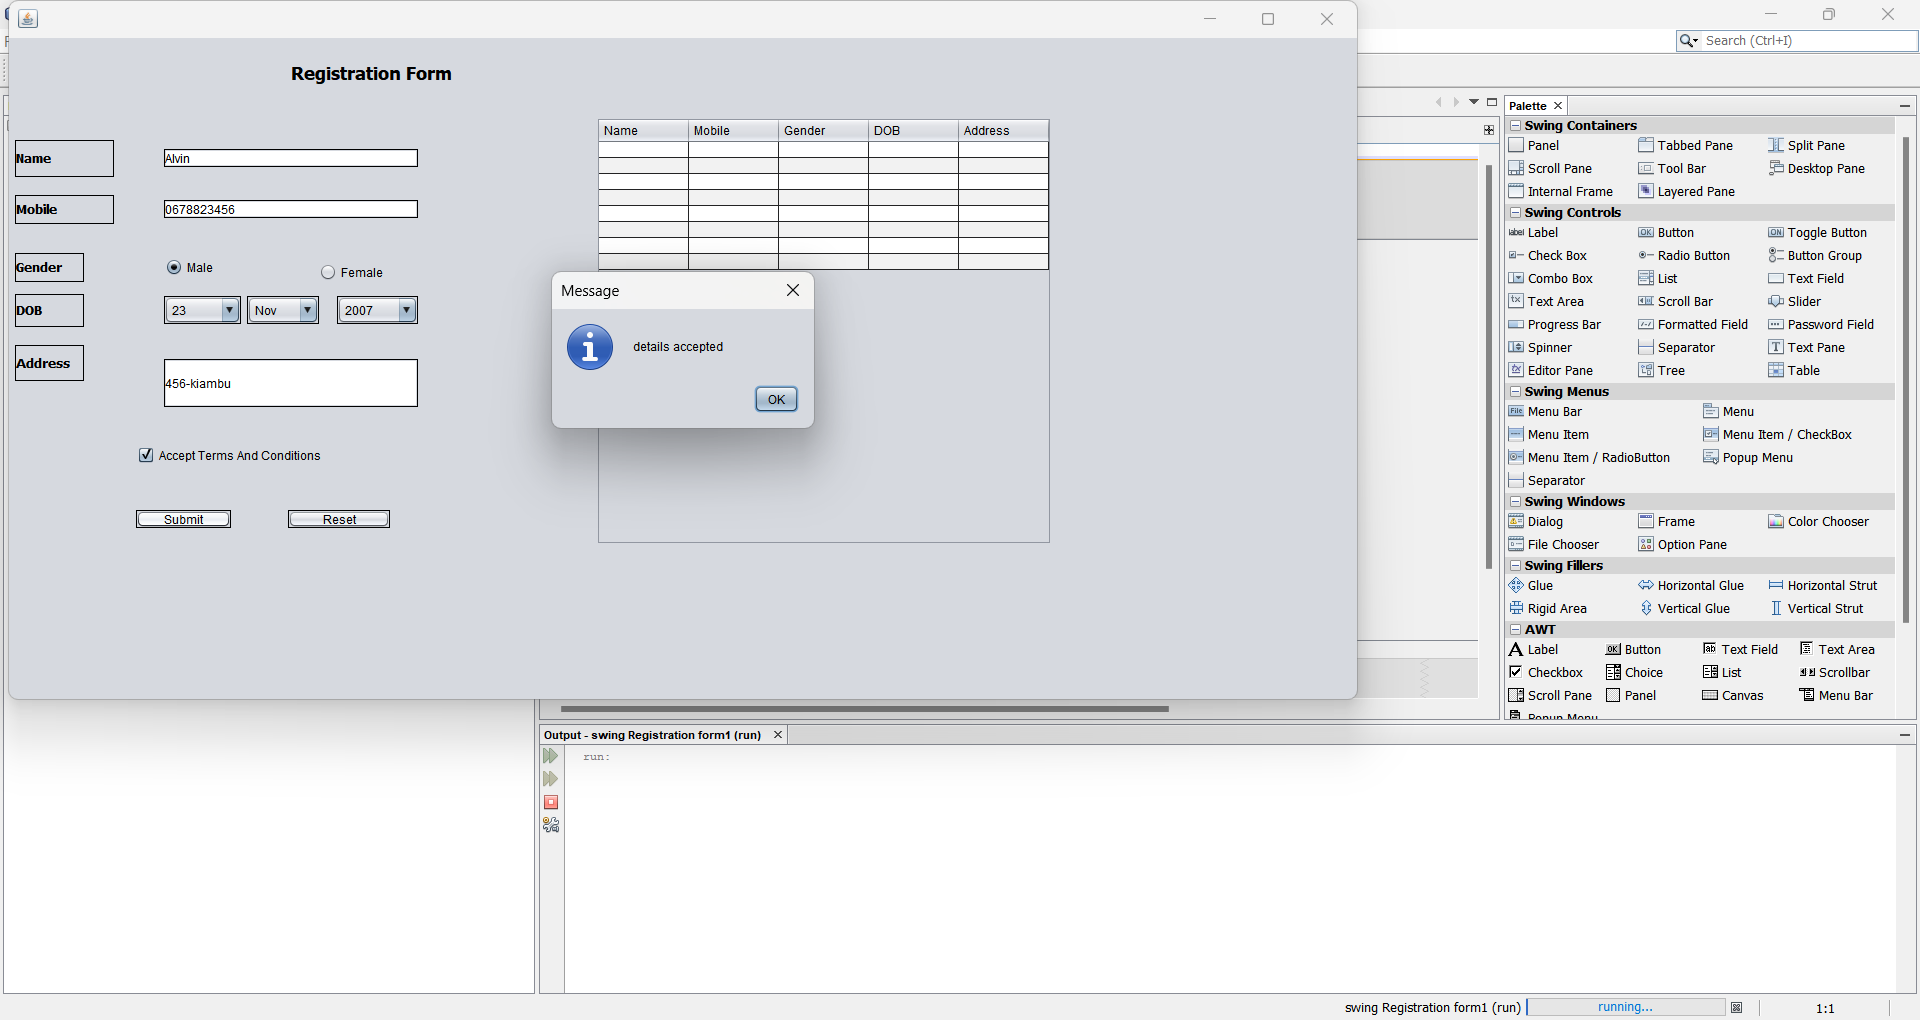 Search (Ctrl+I)
Registration Form
Name
Alvin
Mobile
0678823456
Gender
Male
Female
DOB
23
Nov
2007
Address
456-kiambu
Accept Terms And Conditions
Submit
Reset
Name Mobile Gender DOB Address
Message
details accepted
OK
Palette
Swing Containers
Panel Tabbed Pane Split Pane
Scroll Pane Tool Bar Desktop Pane
Internal Frame Layered Pane
Swing Controls
label Label OK Button ON Toggle Button
Check Box Radio Button Button Group
Combo Box List Text Field
Text Area Scroll Bar Slider
Progress Bar Formatted Field Password Field
Spinner Separator Text Pane
Editor Pane Tree Table
Swing Menus
File Menu Bar Menu
Menu Item Menu Item / CheckBox
Menu Item / RadioButton Popup Menu
Separator
Swing Windows
Dialog Frame Color Chooser
File Chooser Option Pane
Swing Fillers
Glue Horizontal Glue Horizontal Strut
Rigid Area Vertical Glue Vertical Strut
AWT
Label OK Button Text Field Text Area
Checkbox Choice List Scrollbar
Scroll Pane Panel Canvas Menu Bar
Popup Menu
Output - swing Registration form1 (run)
run:
swing Registration form1 (run)
running...
1:1